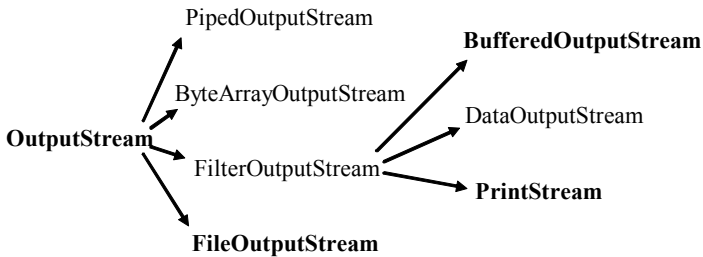 PipedOutputStream
BufferedOutputStream
ByteArrayOutputStream
DataOutputStream
OutputStream
FilterOutputStream
PrintStream
FileOutputStream